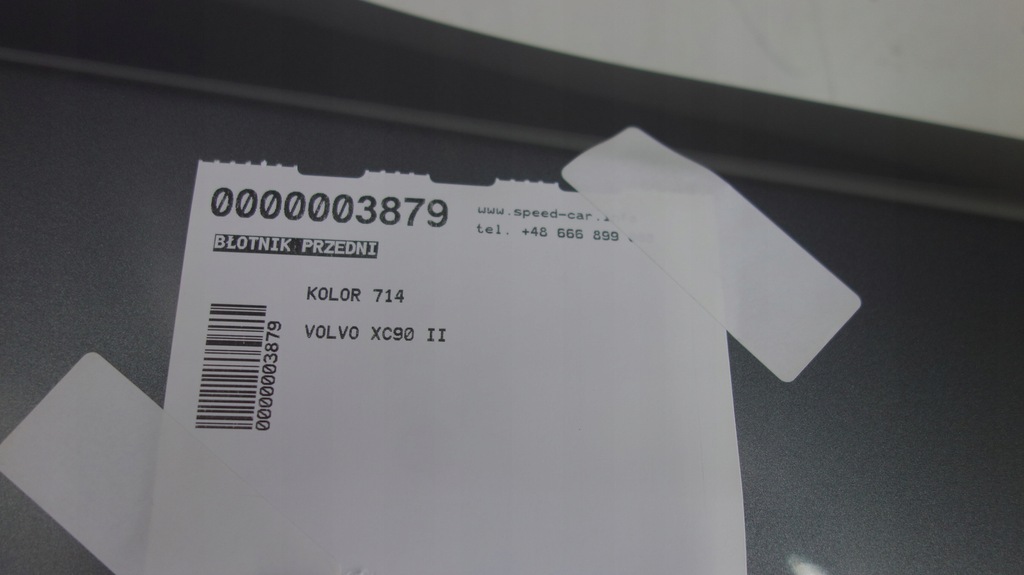 0000003879
www.speed-car.
BŁOTNIK PRZEDNI
tel. +48 666 899
KOLOR 714
VOLVO XC90 II
0000003879